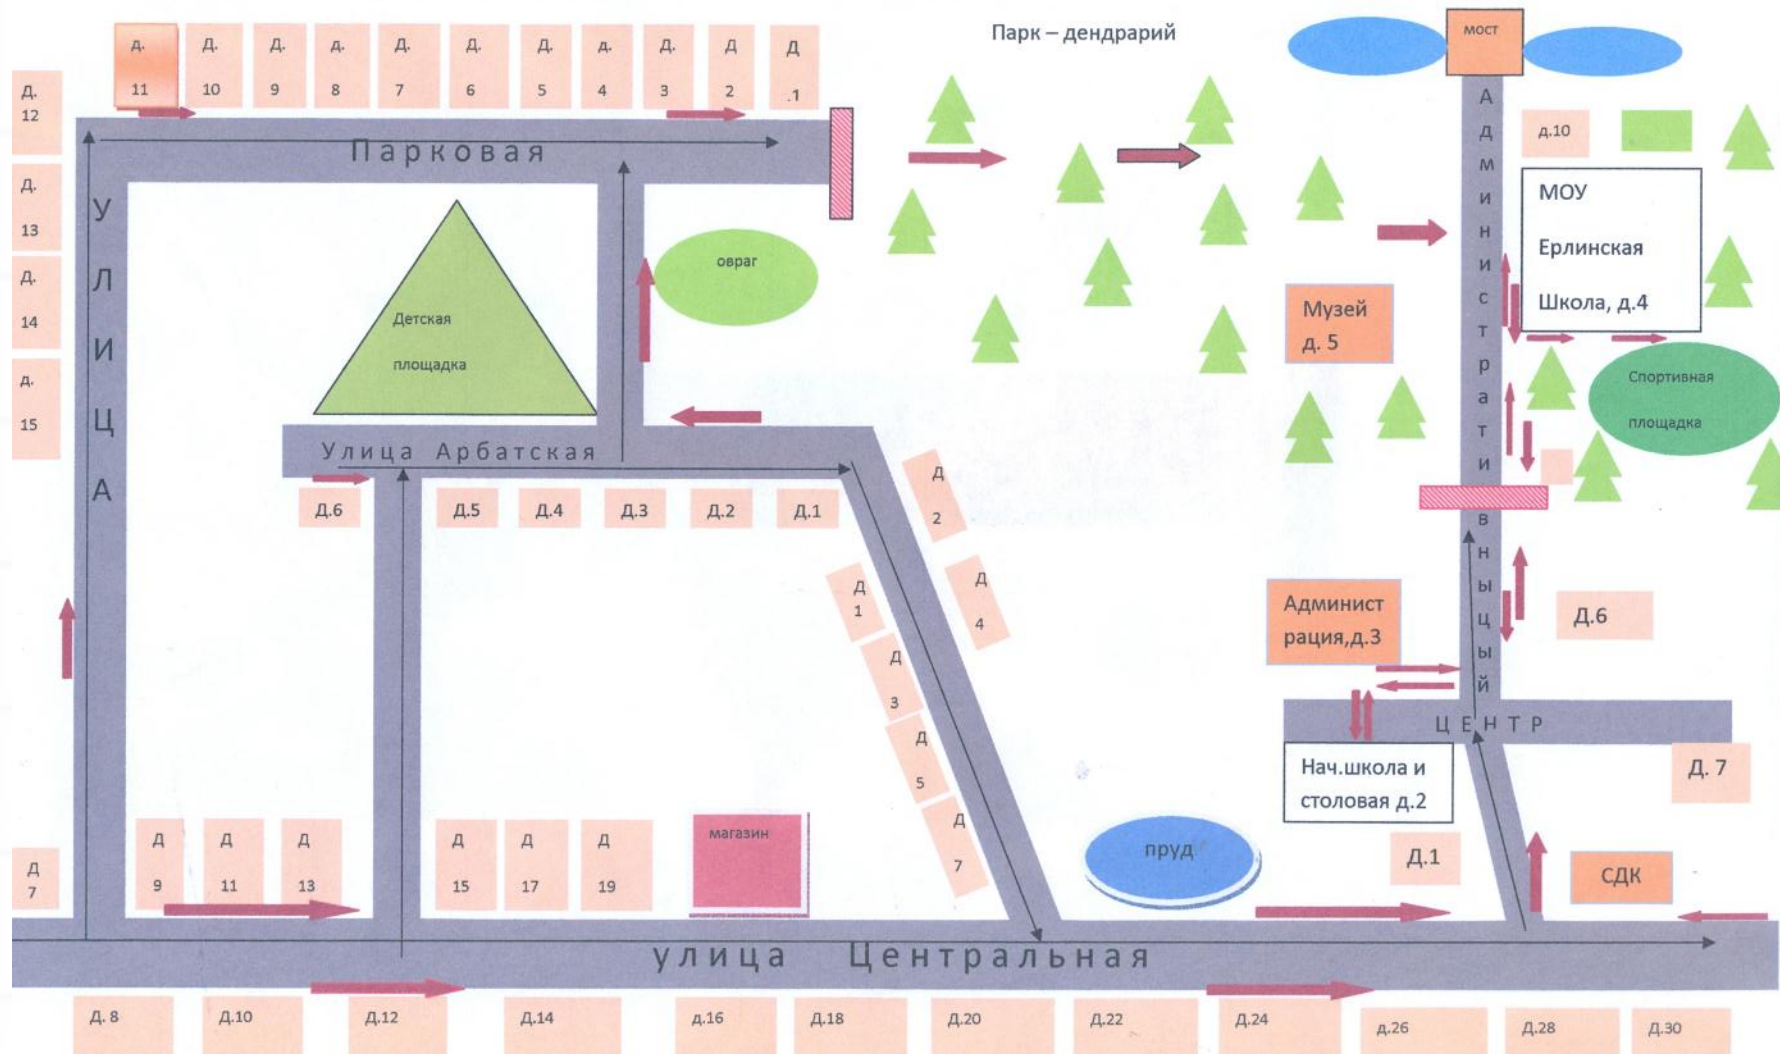 Парк – дендрарий
мост
д.
11
Д.
10
Д.
9
д.
8
Д.
7
Д.
6
Д.
5
д.
4
Д.
3
Д
2
Д
.1
Д.
12
Парковая
д.10
МОУ
Ерлинская
Школа, д.4
Д.
13
УЛИЦА
Д.
14
д.
15
овраг
Детская
площадка
Музей
д. 5
Спортивная
площадка
Административныцый
Улица Арбатская
Д.6
Д.5
Д.4
Д.3
Д.2
Д.1
Д
2
Д
4
Д
1
Д
3
Д
5
Д
7
Админист
рация,д.3
Д.6
ЦЕНТР
Нач.школа и
столовая д.2
Д. 7
Д
7
Д
9
Д
11
Д
13
Д
15
Д
17
Д
19
магазин
пруд
Д.1
СДК
улица Центральная
Д. 8
Д.10
Д.12
Д.14
д.16
Д.18
Д.20
Д.22
Д.24
д.26
Д.28
Д.30